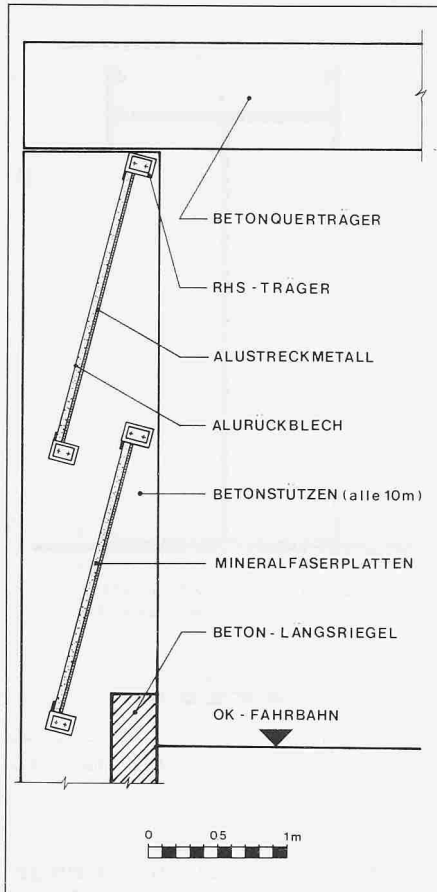 BETONQUERTRÄGER
RHS - TRÄGER
ALUSTRECKMETALL
ALURÜCKBLECH
BETONSTÜTZEN (alle 10m)
MINERALFASERPLATTEN
BETON - LÄNGSRIEGEL
OK - FAHRBAHN
0 05 1m